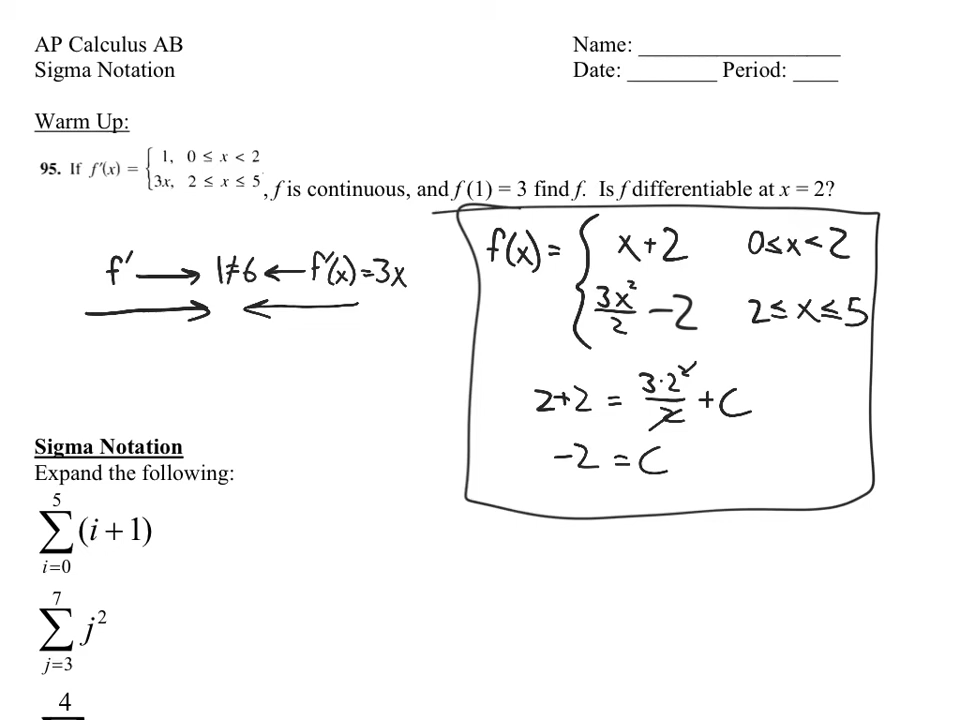 AP Calculus AB
Name: ____________________
Sigma Notation
Date: _________ Period: _____
Warm Up:
95. If f'(x) = { 1, 0 ≤ x < 2
3x, 2 ≤ x ≤ 5 , f is continuous, and f (1) = 3 find f. Is f differentiable at x = 2?
f' → 1≠6 ← f'(x)=3x
f(x) = { x+2 0≤x<2
3x²/2 −2 2≤x≤5
2+2 = 3·2²/2 + C
−2 = C
Sigma Notation
Expand the following:
5
∑(i+1)
i=0
7
∑ j²
j=3
4